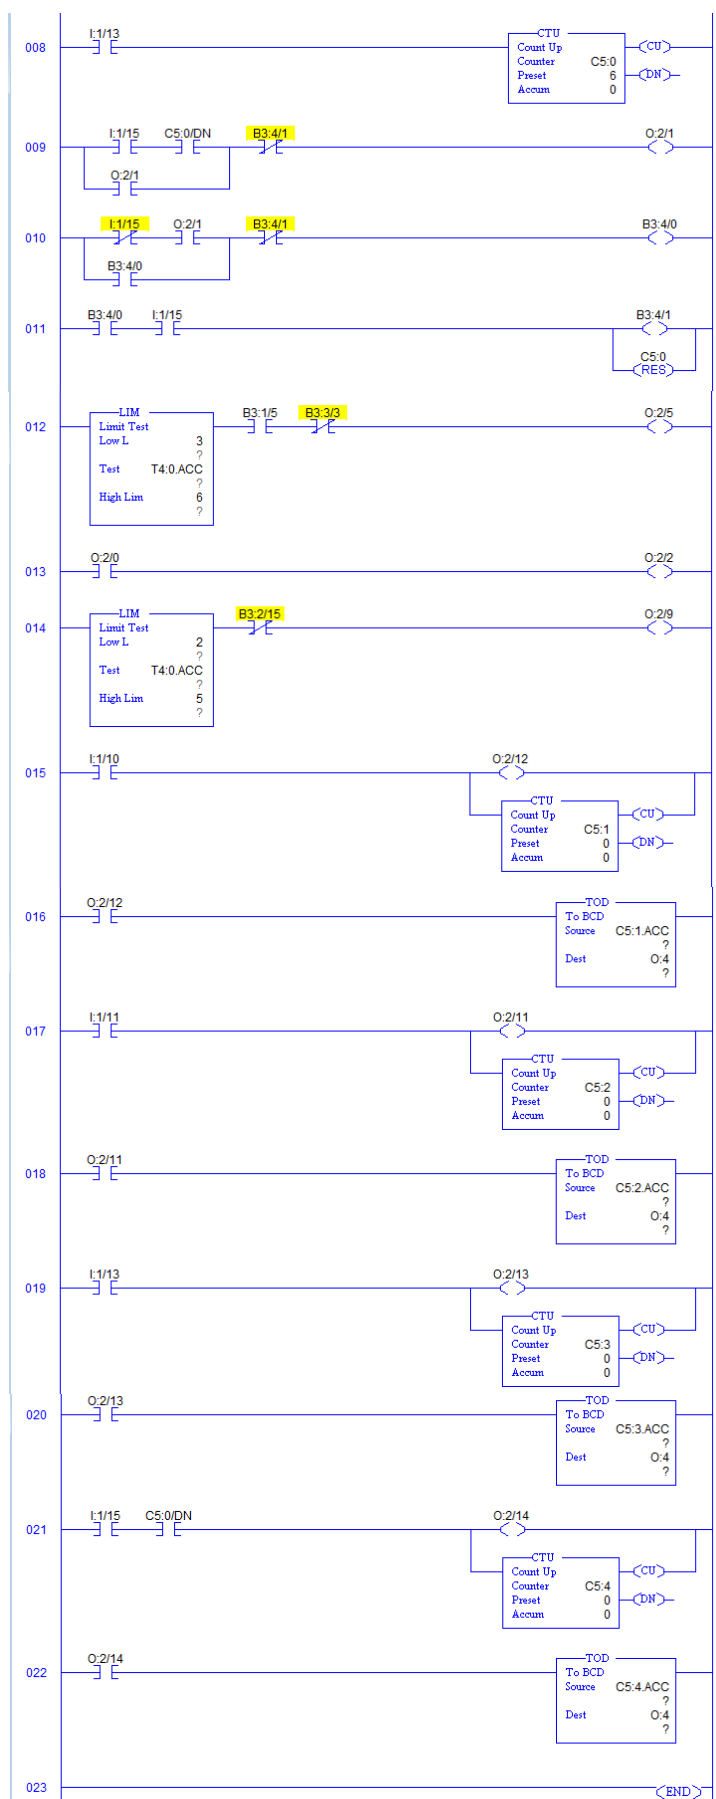 I:1/13
008
CTU
Count Up
Counter C5:0
Preset 6
Accum 0
CU
DN
I:1/15 C5:0/DN B3:4/1 O:2/1
009
O:2/1
I:1/15 O:2/1 B3:4/1 B3:4/0
010
B3:4/0
B3:4/0 I:1/15 B3:4/1
011
C5:0
RES
LIM
Limit Test
Low L 3
?
Test T4:0.ACC
?
High Lim 6
?
B3:1/5 B3:3/3 O:2/5
012
O:2/0 O:2/2
013
LIM
Limit Test
Low L 2
?
Test T4:0.ACC
?
High Lim 5
?
B3:2/15 O:2/9
014
I:1/10 O:2/12
015
CTU
Count Up
Counter C5:1
Preset 0
Accum 0
CU
DN
O:2/12
016
TOD
To BCD
Source C5:1.ACC
?
Dest O:4
?
I:1/11 O:2/11
017
CTU
Count Up
Counter C5:2
Preset 0
Accum 0
CU
DN
O:2/11
018
TOD
To BCD
Source C5:2.ACC
?
Dest O:4
?
I:1/13 O:2/13
019
CTU
Count Up
Counter C5:3
Preset 0
Accum 0
CU
DN
O:2/13
020
TOD
To BCD
Source C5:3.ACC
?
Dest O:4
?
I:1/15 C5:0/DN O:2/14
021
CTU
Count Up
Counter C5:4
Preset 0
Accum 0
CU
DN
O:2/14
022
TOD
To BCD
Source C5:4.ACC
?
Dest O:4
?
023
END